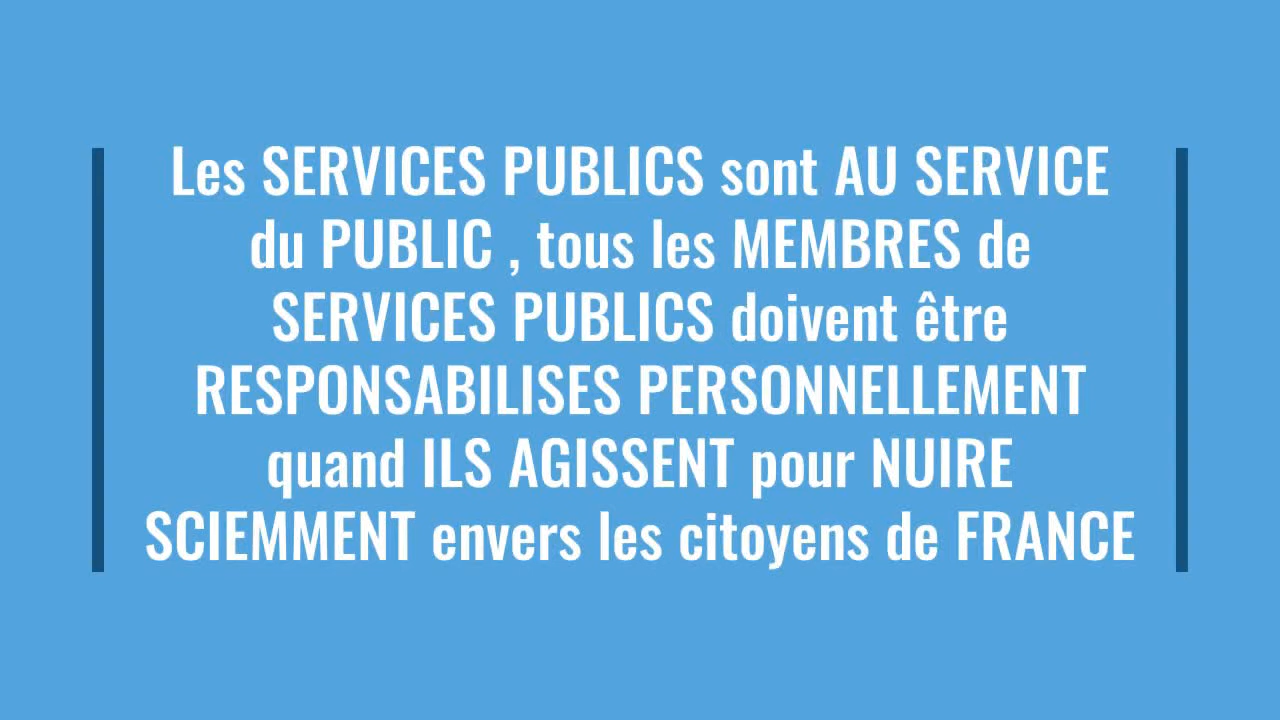 Les SERVICES PUBLICS sont AU SERVICE
du PUBLIC , tous les MEMBRES de
SERVICES PUBLICS doivent être
RESPONSABILISES PERSONNELLEMENT
quand ILS AGISSENT pour NUIRE
SCIEMMENT envers les citoyens de FRANCE